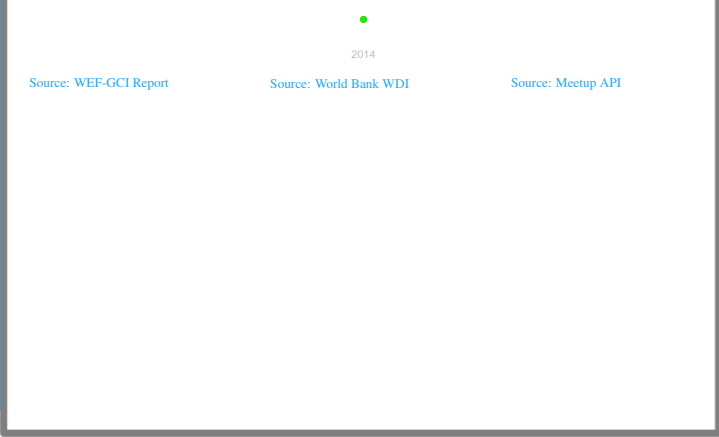 2014
Source: WEF-GCI Report
Source: World Bank WDI
Source: Meetup API